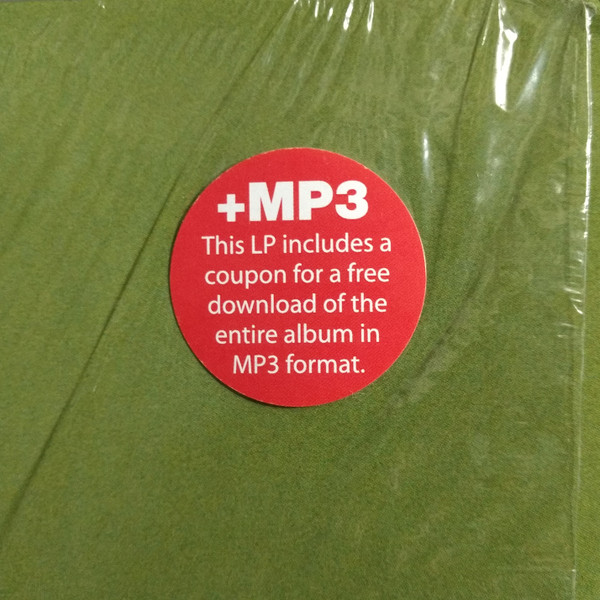 +MP3
This LP includes a
coupon for a free
download of the
entire album in
MP3 format.